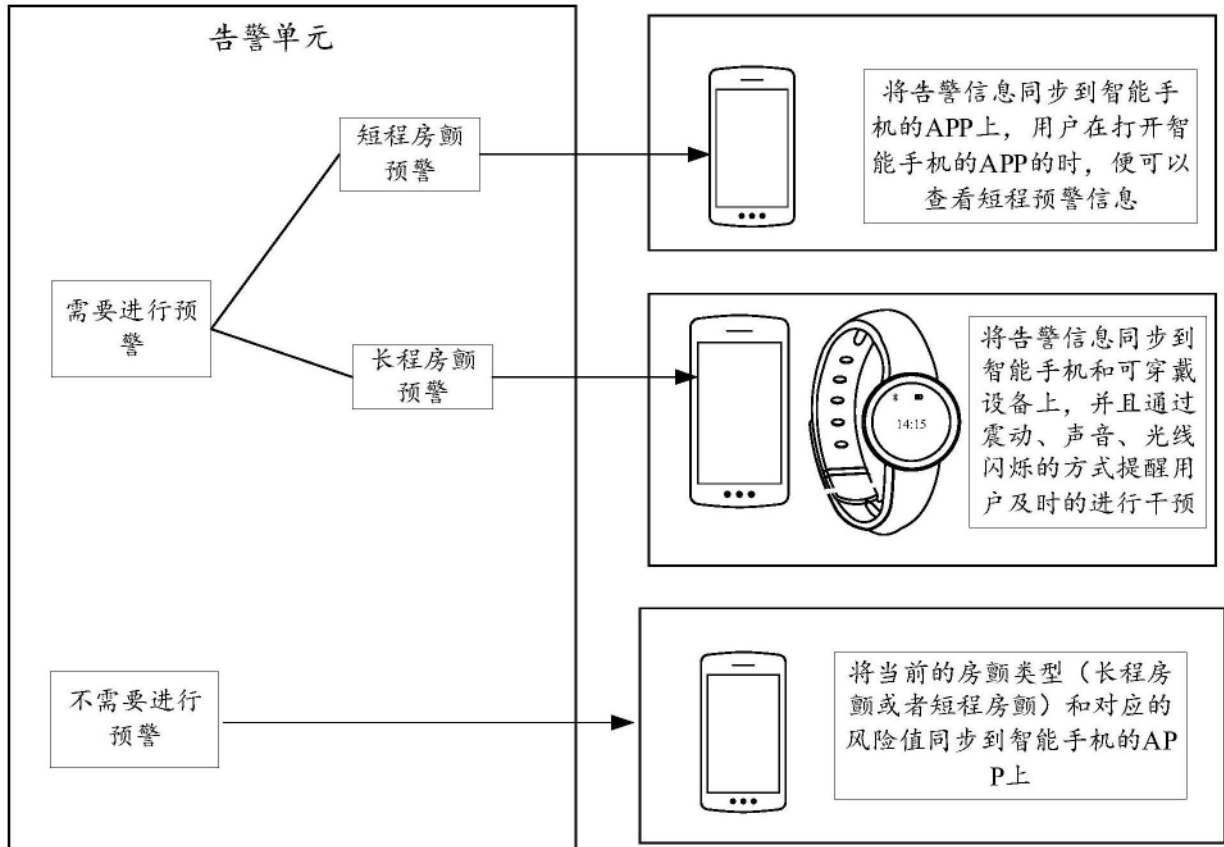 告警单元
短程房颤
预警
将告警信息同步到智能手
机的APP上，用户在打开智
能手机的APP的时，便可以
查看短程预警信息
需要进行预
警
长程房颤
预警
14:15
将告警信息同步到
智能手机和可穿戴
设备上，并且通过
震动、声音、光线
闪烁的方式提醒用
户及时的进行干预
不需要进行
预警
将当前的房颤类型（长程房
颤或者短程房颤）和对应的
风险值同步到智能手机的AP
P上